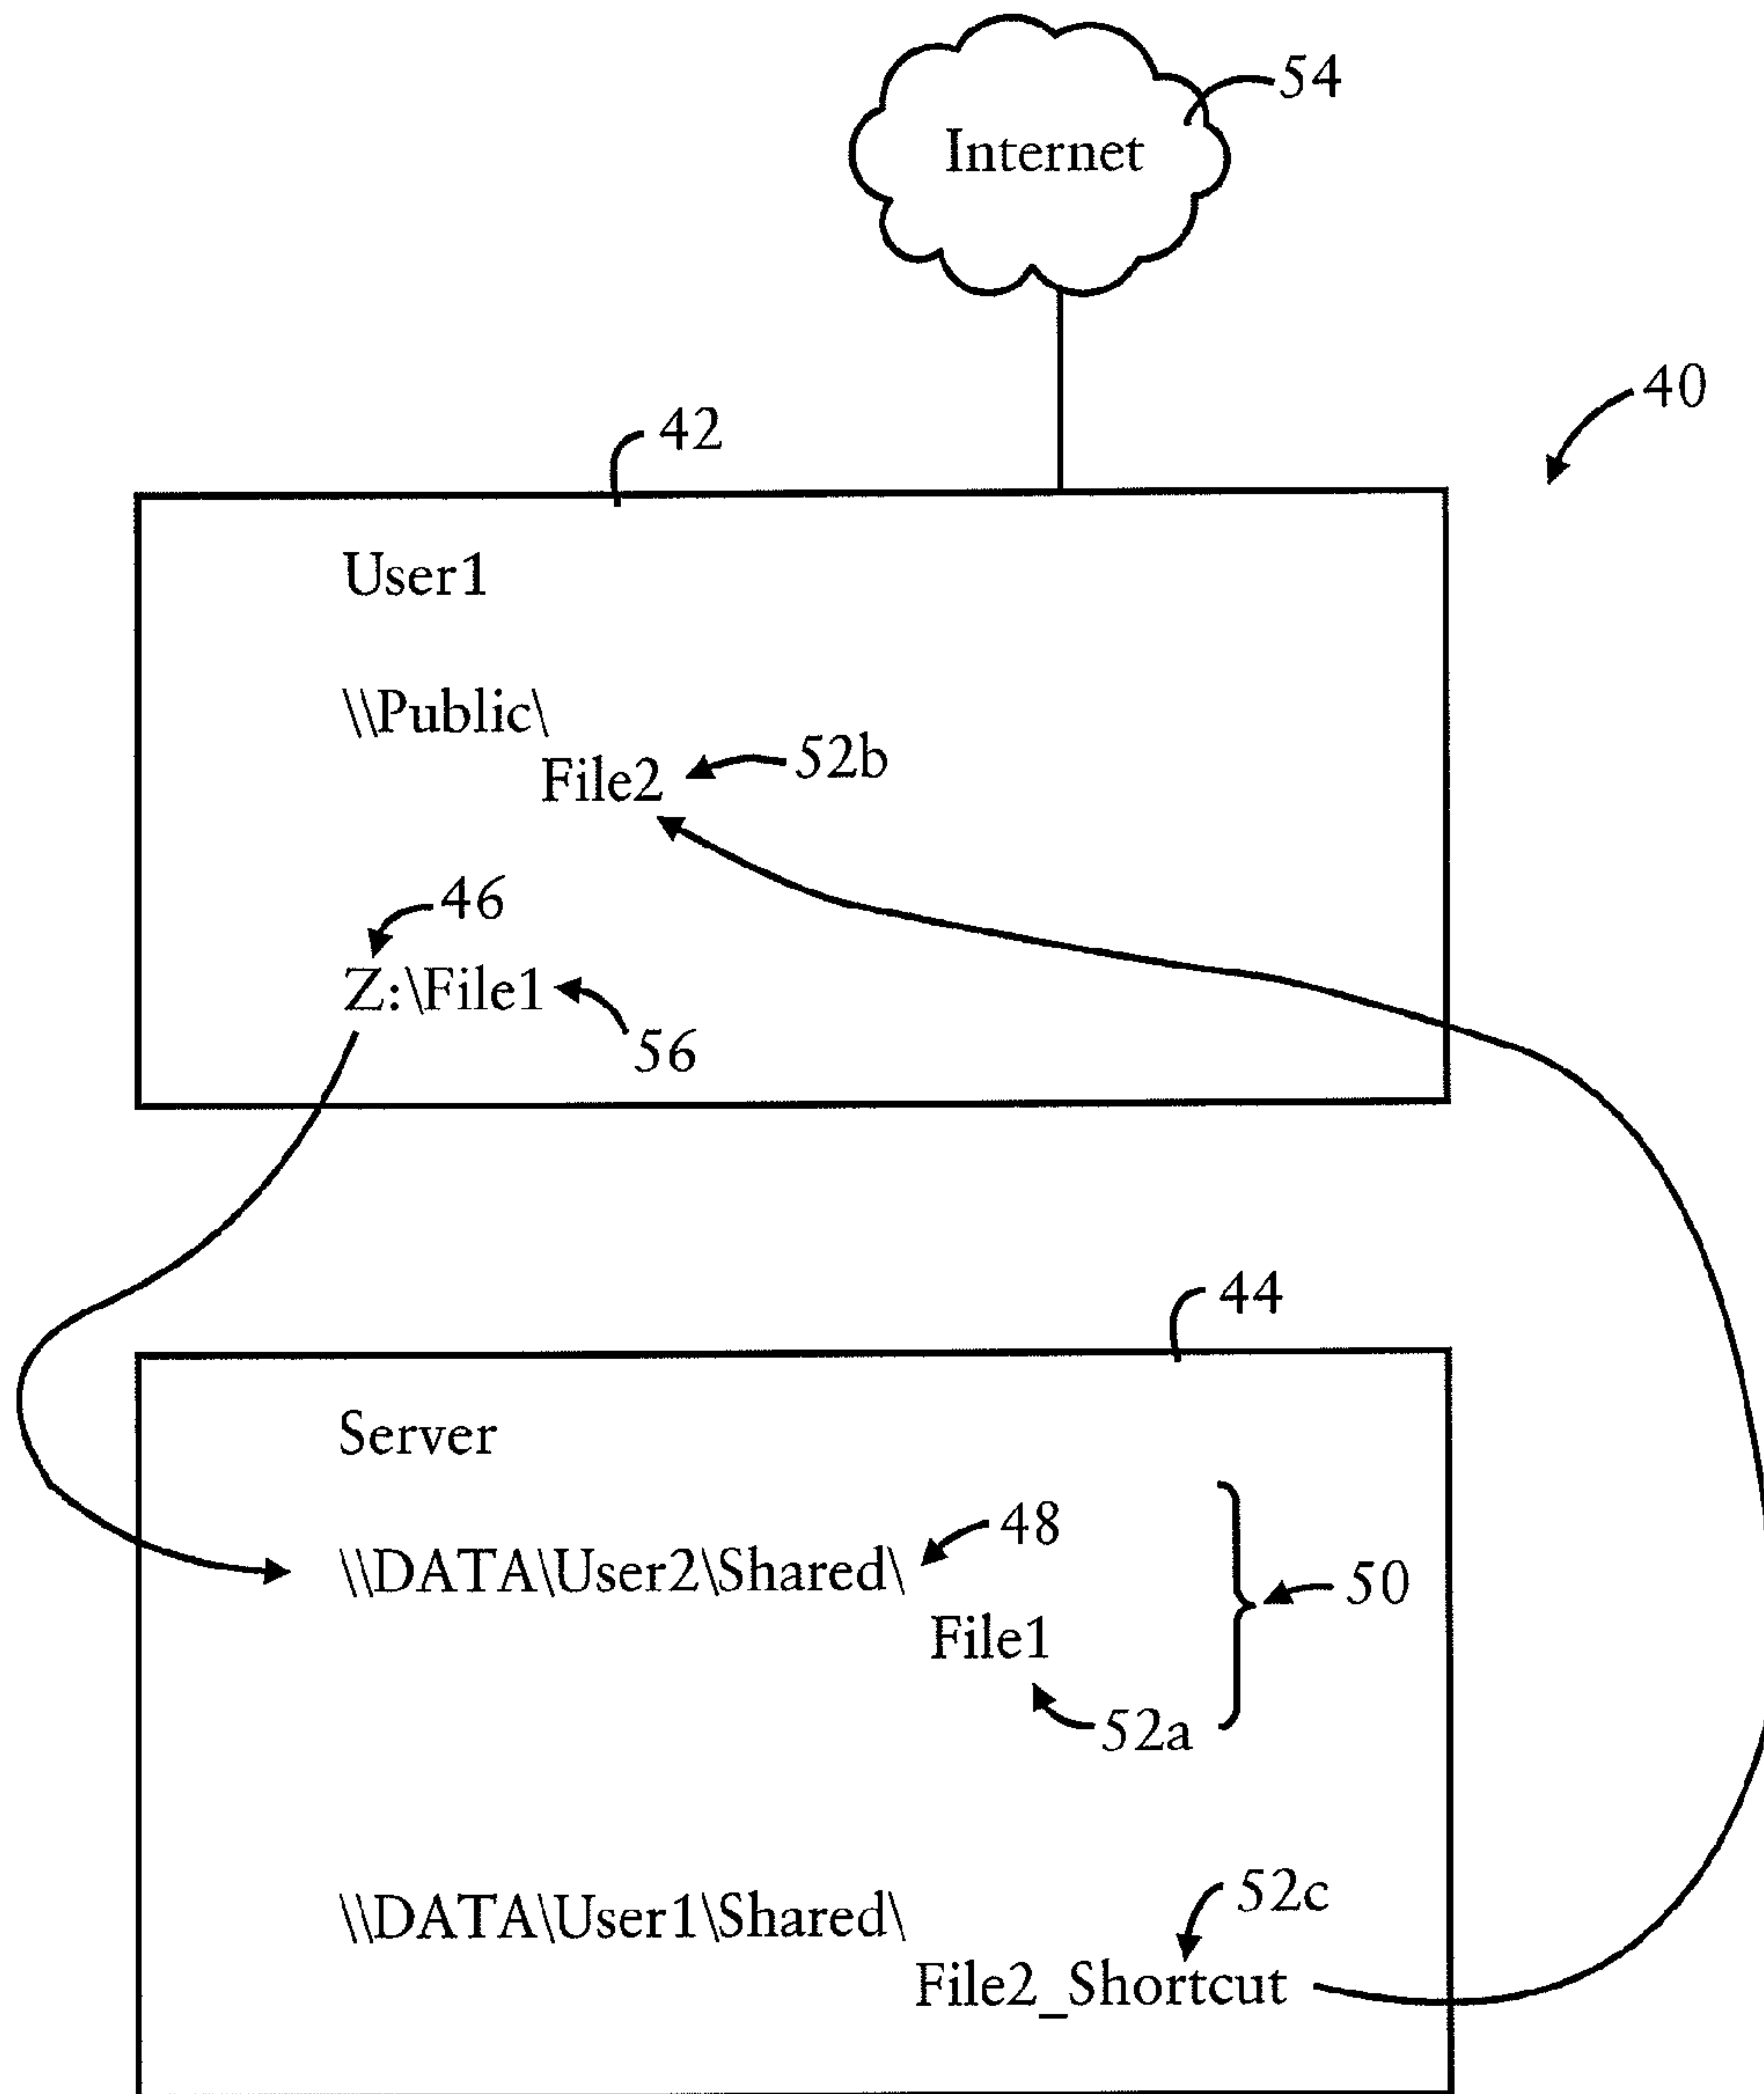 54
Internet
40
42
User1
\\Public\
File2
52b
46
Z:\File1
56
44
Server
48
\\DATA\User2\Shared\
50
File1
52a
52c
\\DATA\User1\Shared\
File2_Shortcut